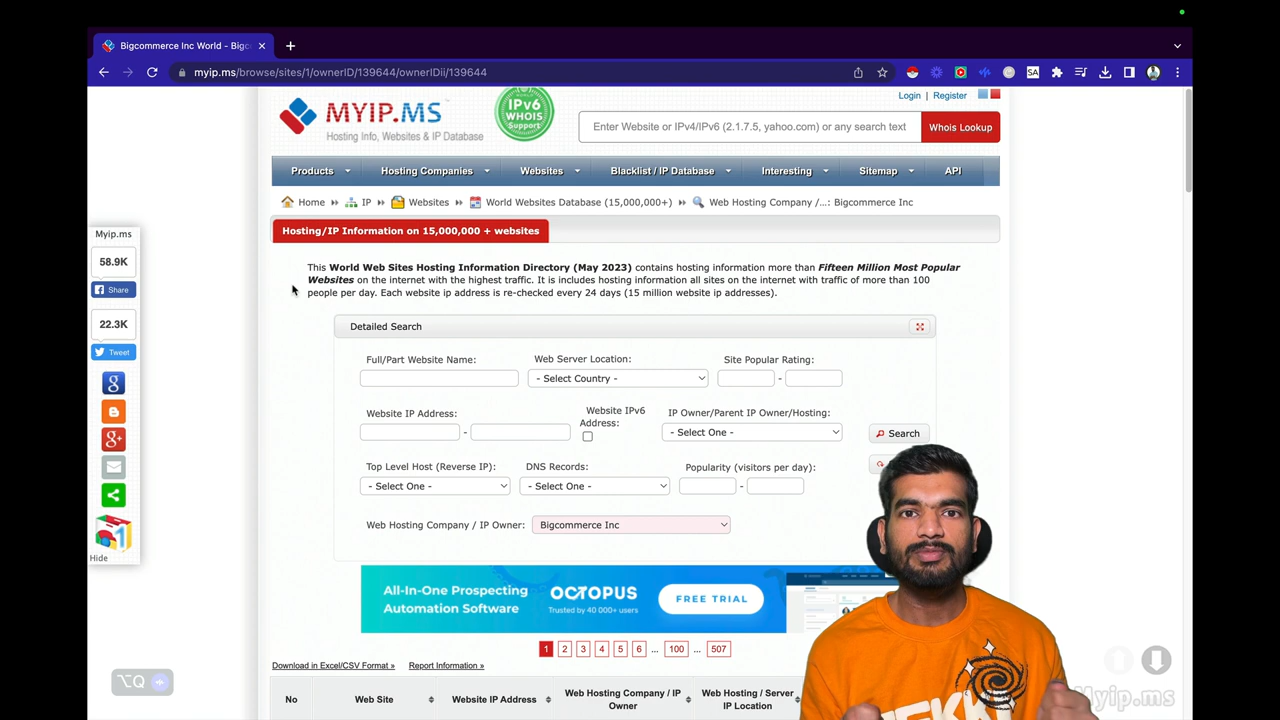 Bigcommerce Inc World - Bigc
myip.ms/browse/sites/1/ownerID/139644/ownerIDii/139644
SA
Login | Register
MYIP.MS
Hosting Info, Websites & IP Database
IPv6
WHOIS
Support
Enter Website or IPv4/IPv6 (2.1.7.5, yahoo.com) or any search text
Whois Lookup
Products
Hosting Companies
Websites
Blacklist / IP Database
Interesting
Sitemap
API
Home
IP
Websites
World Websites Database (15,000,000+)
Web Hosting Company /...: Bigcommerce Inc
Hosting/IP Information on 15,000,000 + websites
This World Web Sites Hosting Information Directory (May 2023) contains hosting information more than Fifteen Million Most Popular
Websites on the internet with the highest traffic. It is includes hosting information all sites on the internet with traffic of more than 100
people per day. Each website ip address is re-checked every 24 days (15 million website ip addresses).
Myip.ms
58.9K
Share
22.3K
Tweet
Hide
Detailed Search
Full/Part Website Name:
Web Server Location:
Site Popular Rating:
- Select Country -
-
Website IP Address:
Website IPv6
Address:
IP Owner/Parent IP Owner/Hosting:
-
- Select One -
Search
Top Level Host (Reverse IP):
DNS Records:
Popularity (visitors per day):
- Select One -
- Select One -
-
Web Hosting Company / IP Owner:
Bigcommerce Inc
All-In-One Prospecting
Automation Software
OCTOPUS
Trusted by 40 000+ users
FREE TRIAL
1 2 3 4 5 6 ... 100 ... 507
Download in Excel/CSV Format »
Report Information »
⌥Q
No
Web Site
Website IP Address
Web Hosting Company / IP
Owner
Web Hosting / Server
IP Location
Myip.ms